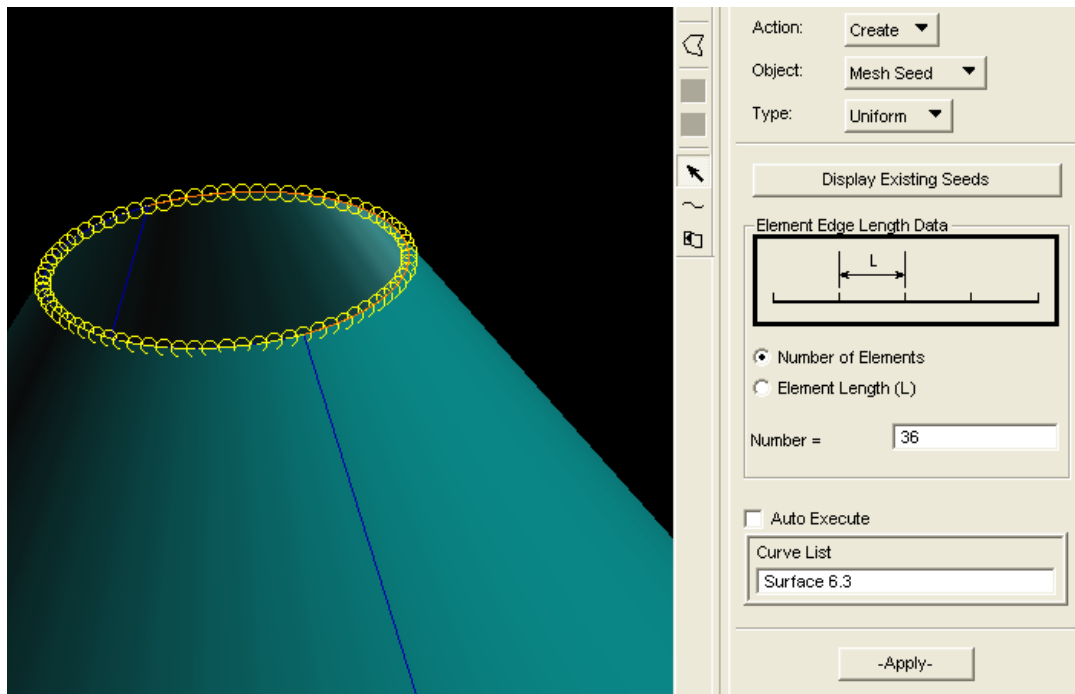 Action:
Create
Object:
Mesh Seed
Type:
Uniform
Display Existing Seeds
Element Edge Length Data
L
Number of Elements
Element Length (L)
Number =
36
Auto Execute
Curve List
Surface 6.3
-Apply-